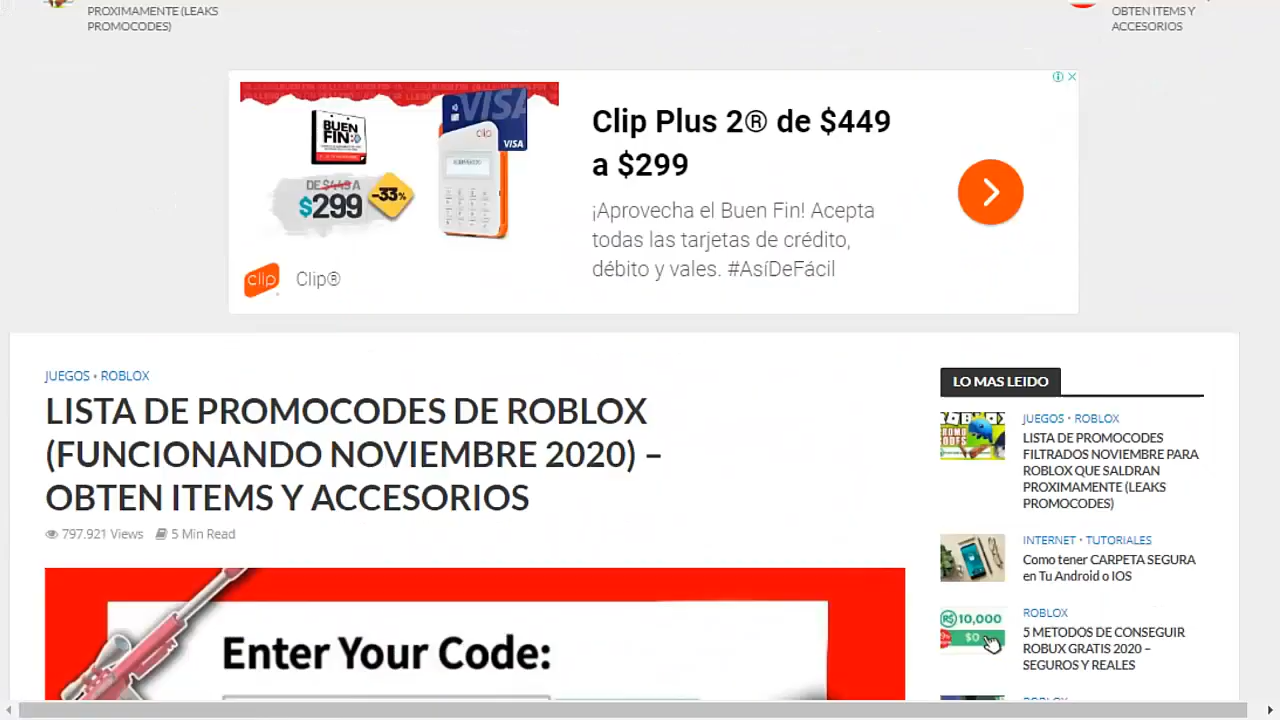 PROXIMAMENTE (LEAKS
PROMOCODES)
OBTEN ITEMS Y
ACCESORIOS
BUEN
FIN
DE $449 A
$299
-33%
VISA
VISA
clip
clip
Clip®
Clip Plus 2® de $449
a $299
¡Aprovecha el Buen Fin! Acepta
todas las tarjetas de crédito,
débito y vales. #AsíDeFácil
JUEGOS • ROBLOX
LISTA DE PROMOCODES DE ROBLOX
(FUNCIONANDO NOVIEMBRE 2020) –
OBTEN ITEMS Y ACCESORIOS
797.921 Views 5 Min Read
Enter Your Code:
LO MAS LEIDO
JUEGOS • ROBLOX
LISTA DE PROMOCODES
FILTRADOS NOVIEMBRE PARA
ROBLOX QUE SALDRAN
PROXIMAMENTE (LEAKS
PROMOCODES)
INTERNET • TUTORIALES
Como tener CARPETA SEGURA
en Tu Android o IOS
R$ 10,000
$0
ROBLOX
5 METODOS DE CONSEGUIR
ROBUX GRATIS 2020 –
SEGUROS Y REALES